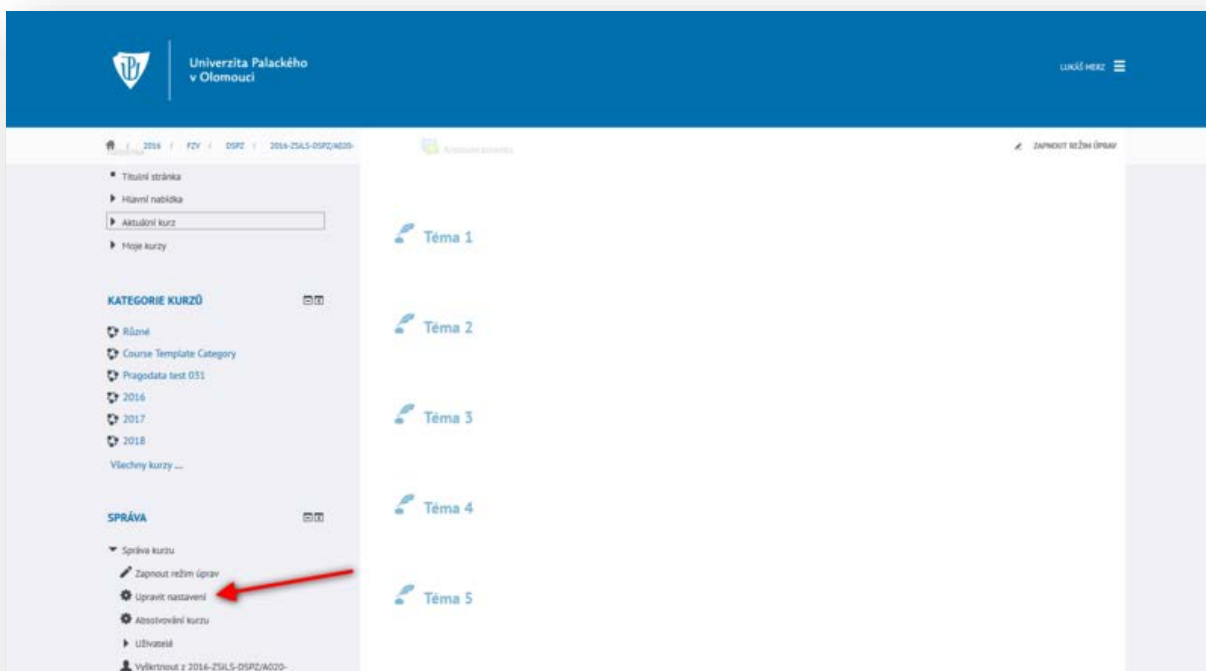 Univerzita Palackého
v Olomouci
LUKÁŠ HERZ
2016 / FZV / DSPZ / 2016-ZSILS-DSPZ/A020-
ZAPNOUT REŽIM ÚPRAV
Titulní stránka
Hlavní nabídka
Aktuální kurz
Moje kurzy
KATEGORIE KURZŮ
Různé
Course Template Category
Pragodata test 031
2016
2017
2018
Všechny kurzy ...
SPRÁVA
Správa kurzu
Zapnout režim úprav
Upravit nastavení
Absolvování kurzu
Uživatelé
Vyškrtnout z 2016-ZSILS-DSPZ/A020-
Téma 1
Téma 2
Téma 3
Téma 4
Téma 5